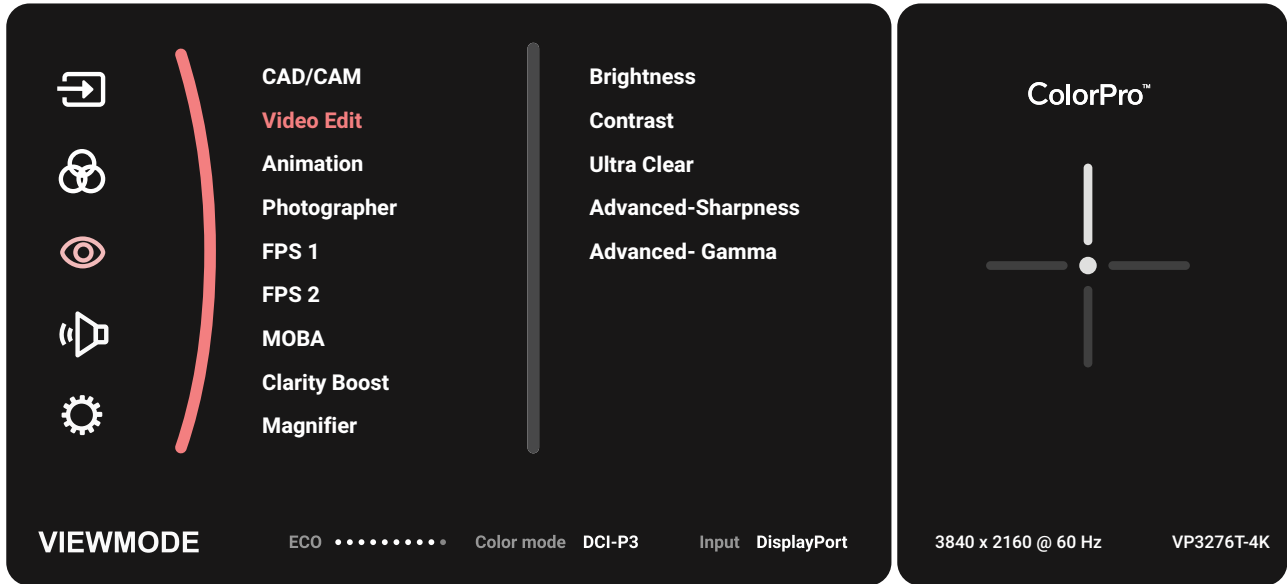 CAD/CAM
Video Edit
Animation
Photographer
FPS 1
FPS 2
MOBA
Clarity Boost
Magnifier
Brightness
Contrast
Ultra Clear
Advanced-Sharpness
Advanced- Gamma
VIEWMODE
ECO
Color mode DCI-P3
Input DisplayPort
ColorPro™
3840 x 2160 @ 60 Hz
VP3276T-4K